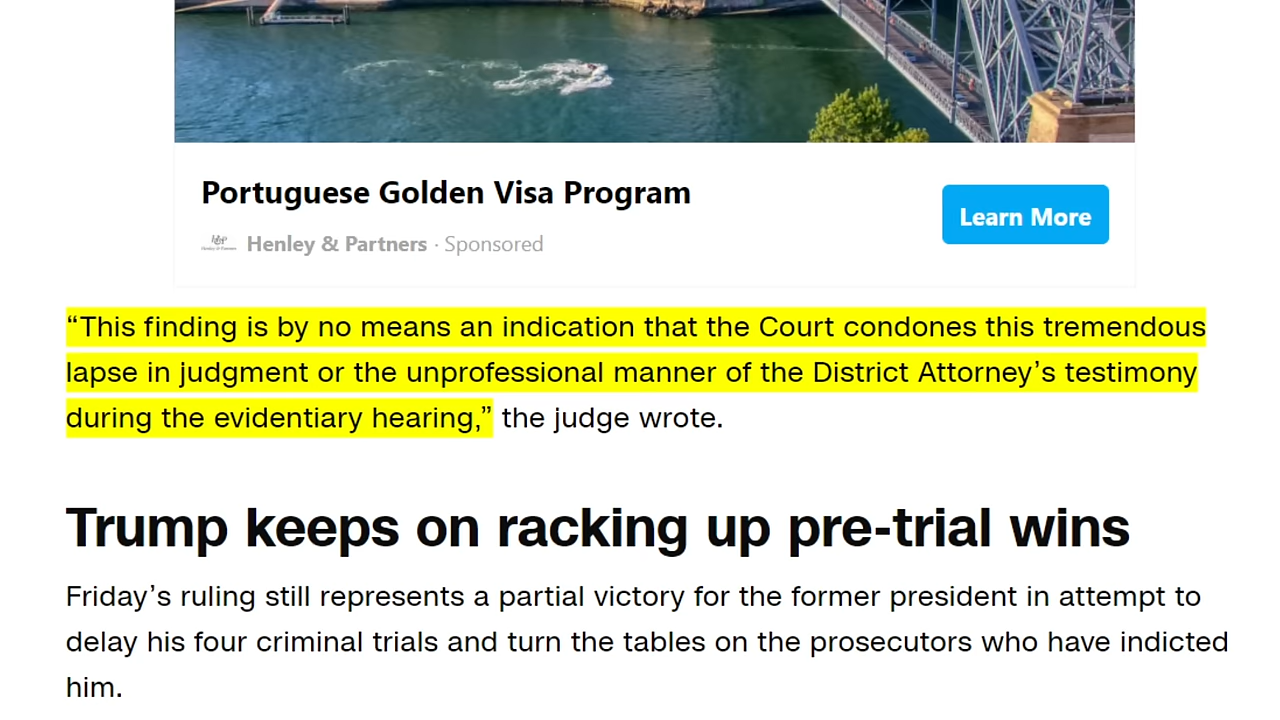 Portuguese Golden Visa Program
Learn More
Henley & Partners · Sponsored
“This finding is by no means an indication that the Court condones this tremendous
lapse in judgment or the unprofessional manner of the District Attorney’s testimony
during the evidentiary hearing,” the judge wrote.
Trump keeps on racking up pre-trial wins
Friday’s ruling still represents a partial victory for the former president in attempt to
delay his four criminal trials and turn the tables on the prosecutors who have indicted
him.